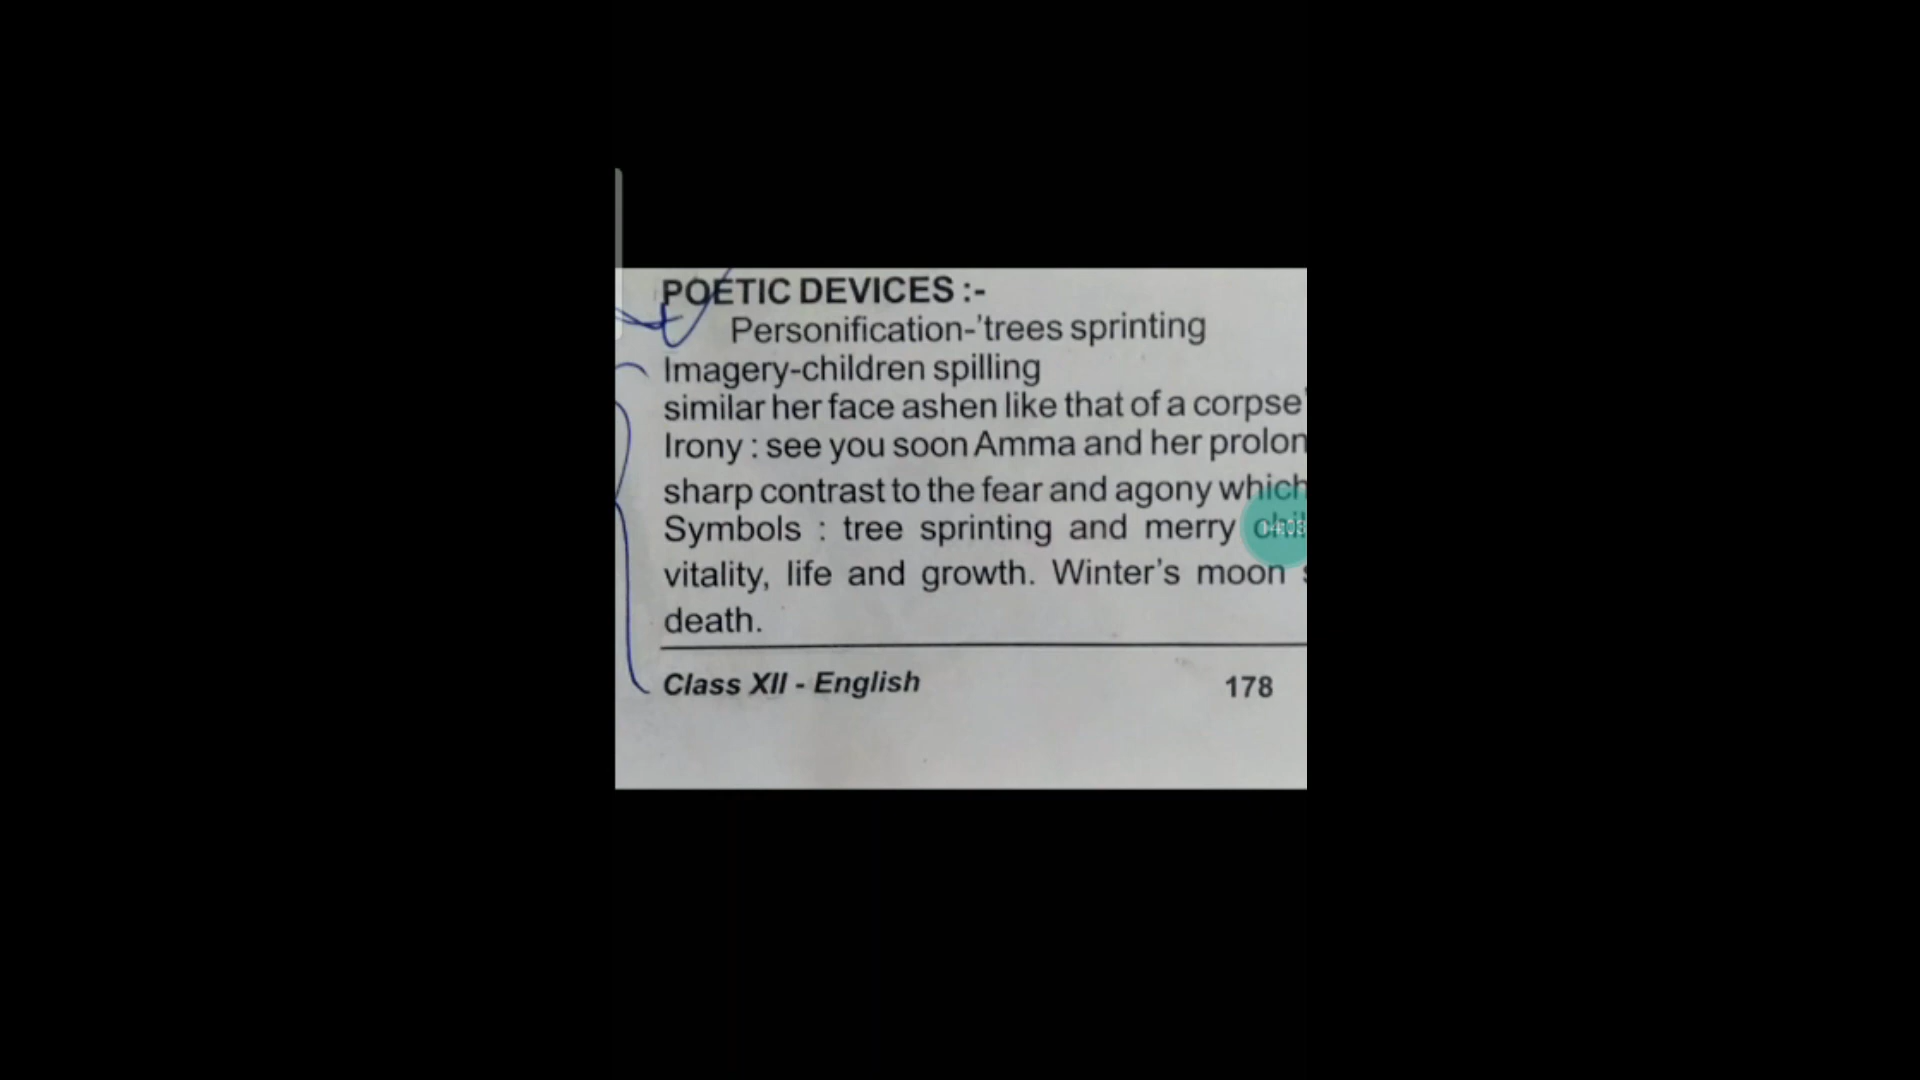 POETIC DEVICES :-
Personification-'trees sprinting
Imagery-children spilling
similar her face ashen like that of a corpse'
Irony : see you soon Amma and her prolon
sharp contrast to the fear and agony which
Symbols : tree sprinting and merry chil
vitality, life and growth. Winter's moon s
death.
Class XII - English
178